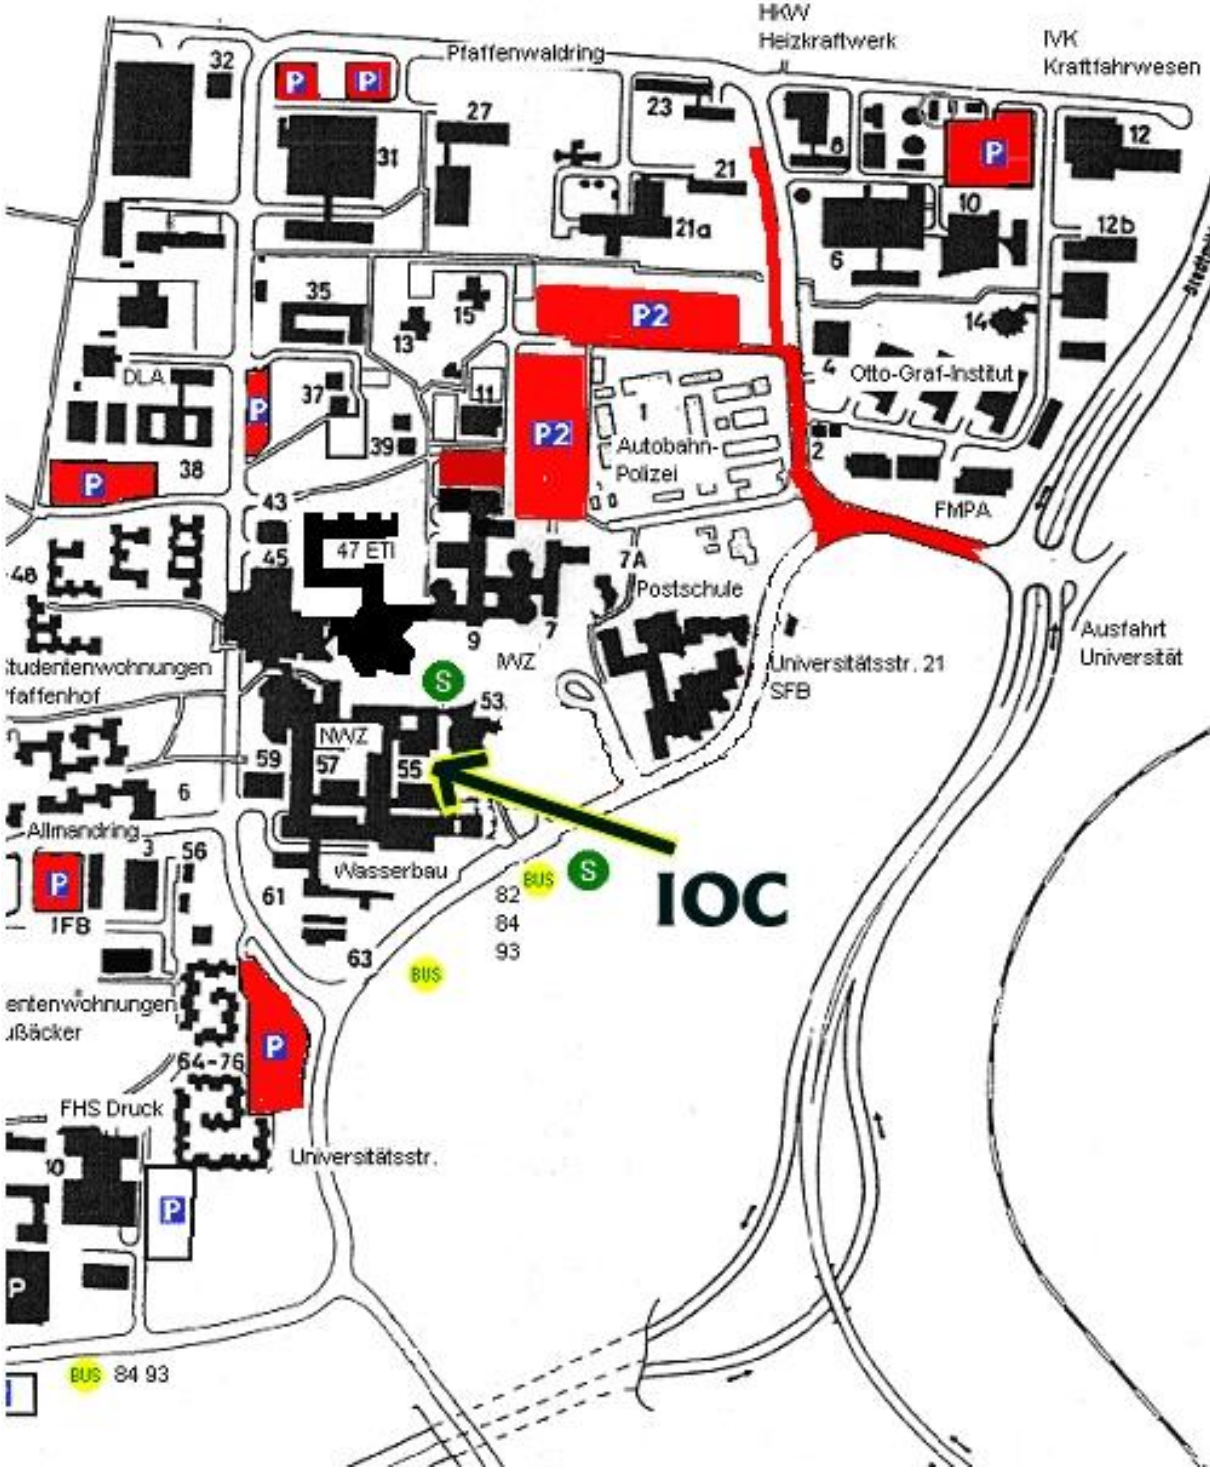 HKW
Heizkraftwerk
IVK
Kraftfahrwesen
Pfaffenwaldring
32
P
P
23
27
8
12
P
31
21
10
21a
12b
6
35
15
P2
14
13
4
DLA
Otto-Graf-Institut
37
11
1
P
P2
39
2
Autobahn-
Polizei
38
P
43
FMPA
47 ETI
45
7A
48
Postschule
9
7
Ausfahrt
Universität
IWZ
Studentenwohnungen
Pfaffenhof
Universitätsstr. 21
SFB
S
53
NWZ
59
57
55
6
Allmandring
3
56
Wasserbau
S
BUS
82
84
93
IOC
P
61
IFB
63
BUS
entenwohnungen
ußäcker
P
64-76
FHS Druck
10
Universitätsstr.
P
P
BUS 84 93